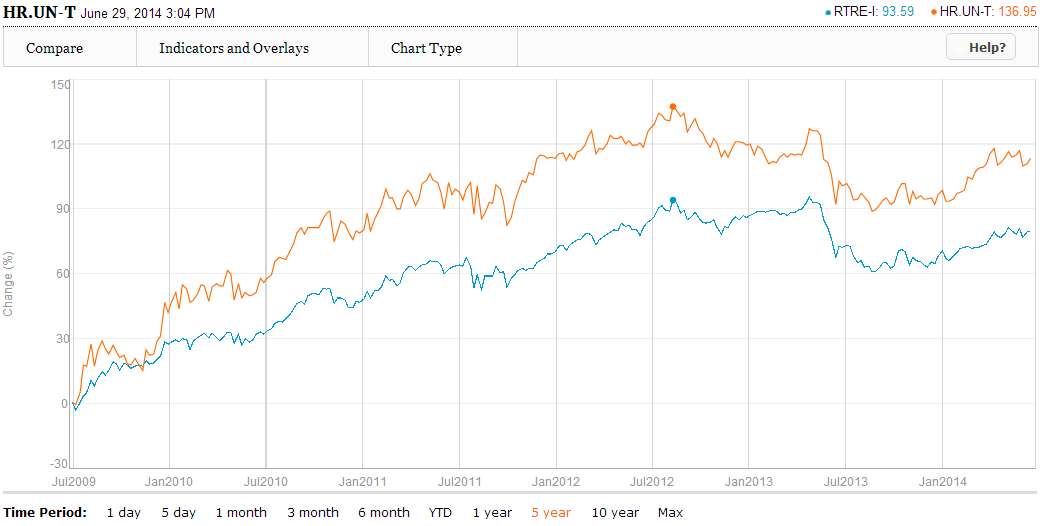 HR.UN-T June 29, 2014 3:04 PM RTRE-I: 93.59 HR.UN-T: 136.95
Compare Indicators and Overlays Chart Type Help?
150
120
90
60
30
0
-30
Change (%)
Jul2009 Jan2010 Jul2010 Jan2011 Jul2011 Jan2012 Jul2012 Jan2013 Jul2013 Jan2014
Time Period: 1 day 5 day 1 month 3 month 6 month YTD 1 year 5 year 10 year Max